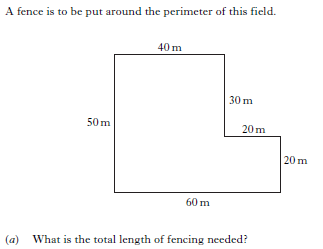 A fence is to be put around the perimeter of this field.
40 m
30 m
50 m
20 m
20 m
60 m
(a) What is the total length of fencing needed?